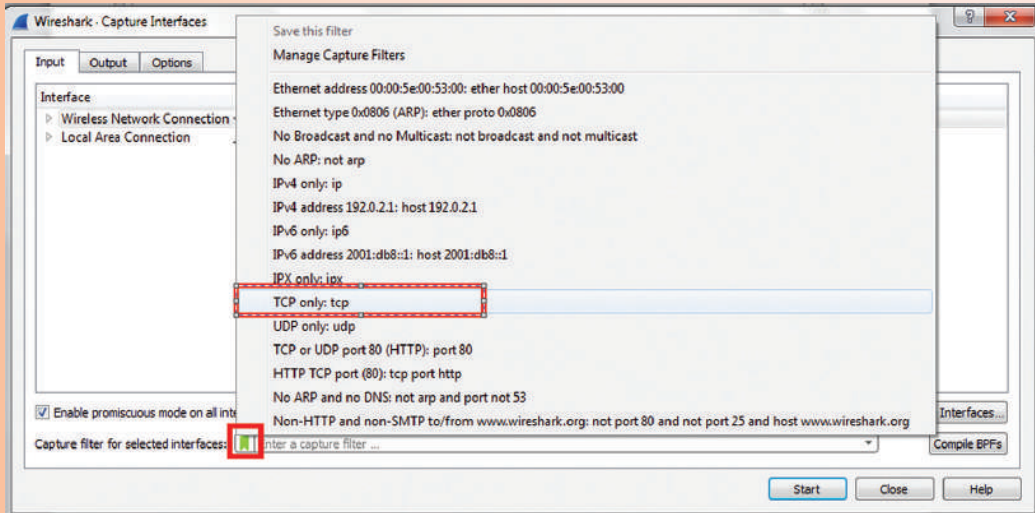 Wireshark · Capture Interfaces
Save this filter
Manage Capture Filters
Input Output Options
Ethernet address 00:00:5e:00:53:00: ether host 00:00:5e:00:53:00
Interface
Ethernet type 0x0806 (ARP): ether proto 0x0806
Wireless Network Connection
No Broadcast and no Multicast: not broadcast and not multicast
Local Area Connection
No ARP: not arp
IPv4 only: ip
IPv4 address 192.0.2.1: host 192.0.2.1
IPv6 only: ip6
IPv6 address 2001:db8::1: host 2001:db8::1
IPX only: ipx
TCP only: tcp
UDP only: udp
TCP or UDP port 80 (HTTP): port 80
HTTP TCP port (80): tcp port http
No ARP and no DNS: not arp and port not 53
Enable promiscuous mode on all inte
Interfaces...
Non-HTTP and non-SMTP to/from www.wireshark.org: not port 80 and not port 25 and host www.wireshark.org
Capture filter for selected interfaces: Enter a capture filter ... Compile BPFs
Start Close Help